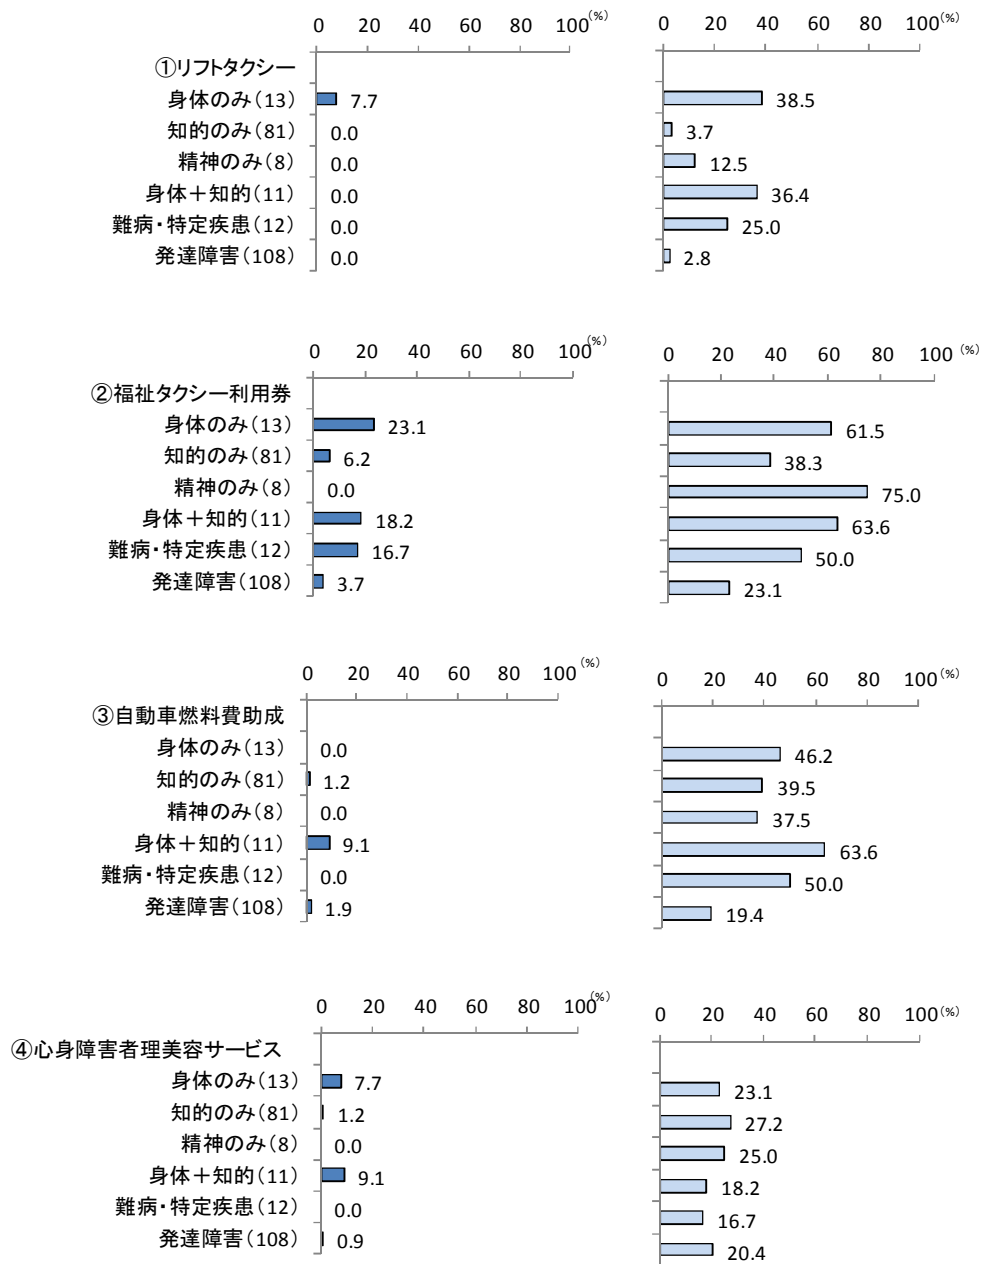 (%) (%)
0 20 40 60 80 100 0 20 40 60 80 100
①リフトタクシー
身体のみ(13) 7.7 38.5
知的のみ(81) 0.0 3.7
精神のみ(8) 0.0 12.5
身体＋知的(11) 0.0 36.4
難病・特定疾患(12) 0.0 25.0
発達障害(108) 0.0 2.8
0 20 40 60 80 100 (%) 0 20 40 60 80 100 (%)
②福祉タクシー利用券
身体のみ(13) 23.1 61.5
知的のみ(81) 6.2 38.3
精神のみ(8) 0.0 75.0
身体＋知的(11) 18.2 63.6
難病・特定疾患(12) 16.7 50.0
発達障害(108) 3.7 23.1
0 20 40 60 80 100 (%) 0 20 40 60 80 100 (%)
③自動車燃料費助成
身体のみ(13) 0.0 46.2
知的のみ(81) 1.2 39.5
精神のみ(8) 0.0 37.5
身体＋知的(11) 9.1 63.6
難病・特定疾患(12) 0.0 50.0
発達障害(108) 1.9 19.4
0 20 40 60 80 100 (%) 0 20 40 60 80 100 (%)
④心身障害者理美容サービス
身体のみ(13) 7.7 23.1
知的のみ(81) 1.2 27.2
精神のみ(8) 0.0 25.0
身体＋知的(11) 9.1 18.2
難病・特定疾患(12) 0.0 16.7
発達障害(108) 0.9 20.4